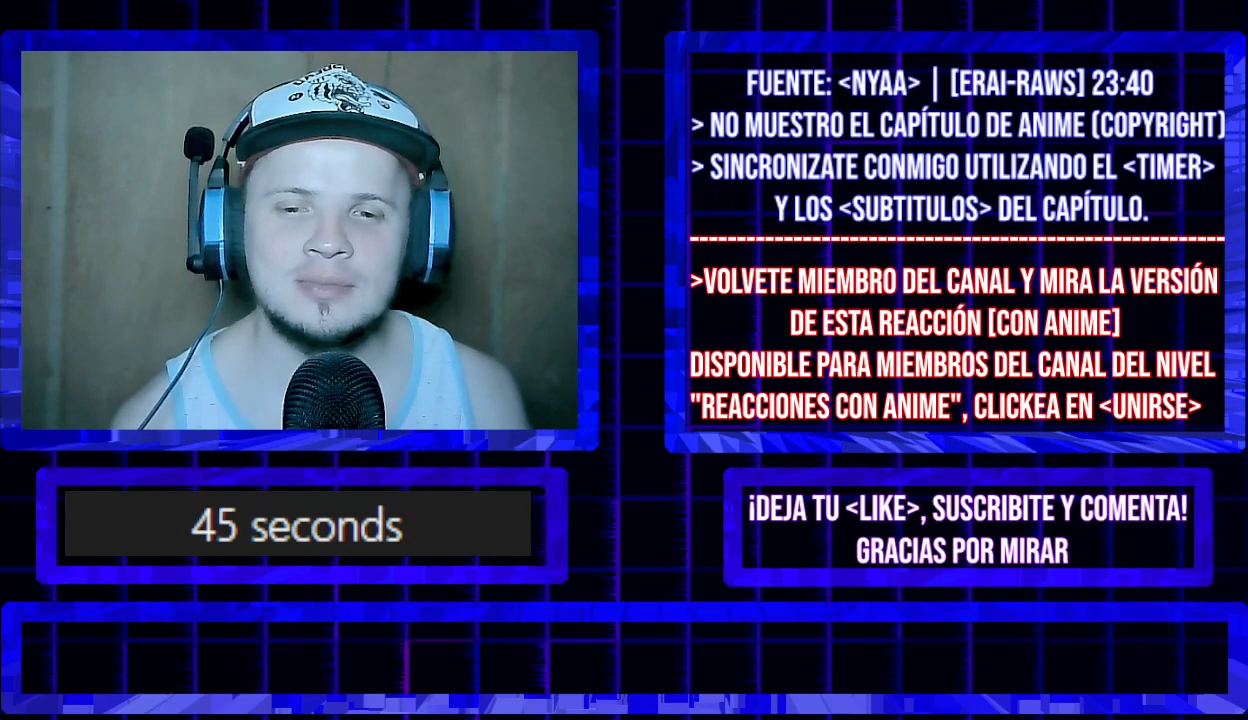 FUENTE: <NYAA> | [ERAI-RAWS] 23:40
> NO MUESTRO EL CAPÍTULO DE ANIME (COPYRIGHT)
> SINCRONIZATE CONMIGO UTILIZANDO EL <TIMER>
Y LOS <SUBTITULOS> DEL CAPÍTULO.
>VOLVETE MIEMBRO DEL CANAL Y MIRA LA VERSIÓN
DE ESTA REACCIÓN [CON ANIME]
DISPONIBLE PARA MIEMBROS DEL CANAL DEL NIVEL
"REACCIONES CON ANIME", CLICKEA EN <UNIRSE>
45 seconds
¡DEJA TU <LIKE>, SUSCRIBITE Y COMENTA!
GRACIAS POR MIRAR